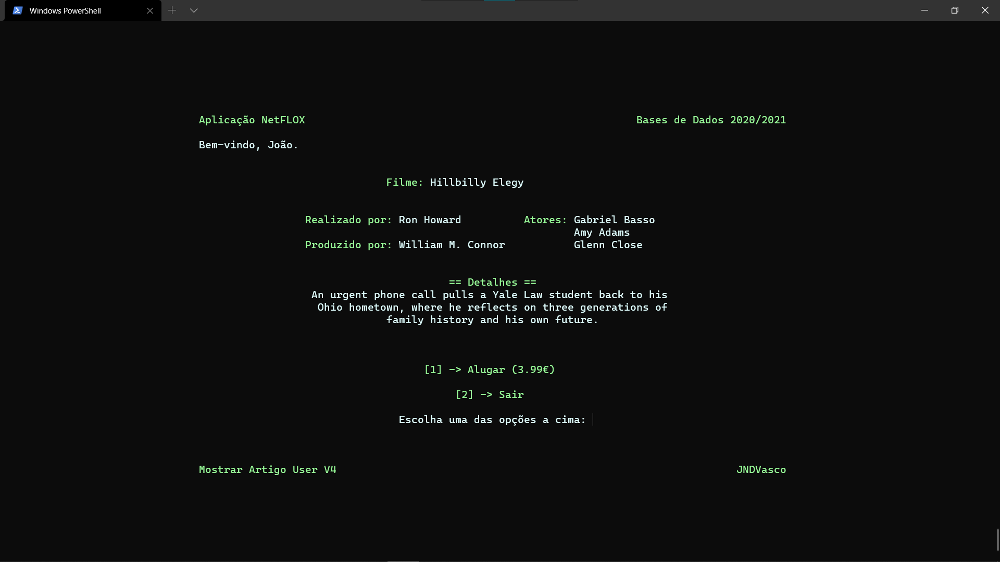 Windows PowerShell
Aplicação NetFLOX Bases de Dados 2020/2021
Bem-vindo, João.
Filme: Hillbilly Elegy
Realizado por: Ron Howard Atores: Gabriel Basso
Amy Adams
Produzido por: William M. Connor Glenn Close
== Detalhes ==
An urgent phone call pulls a Yale Law student back to his
Ohio hometown, where he reflects on three generations of
family history and his own future.
[1] -> Alugar (3.99€)
[2] -> Sair
Escolha uma das opções a cima:
Mostrar Artigo User V4 JNDVasco